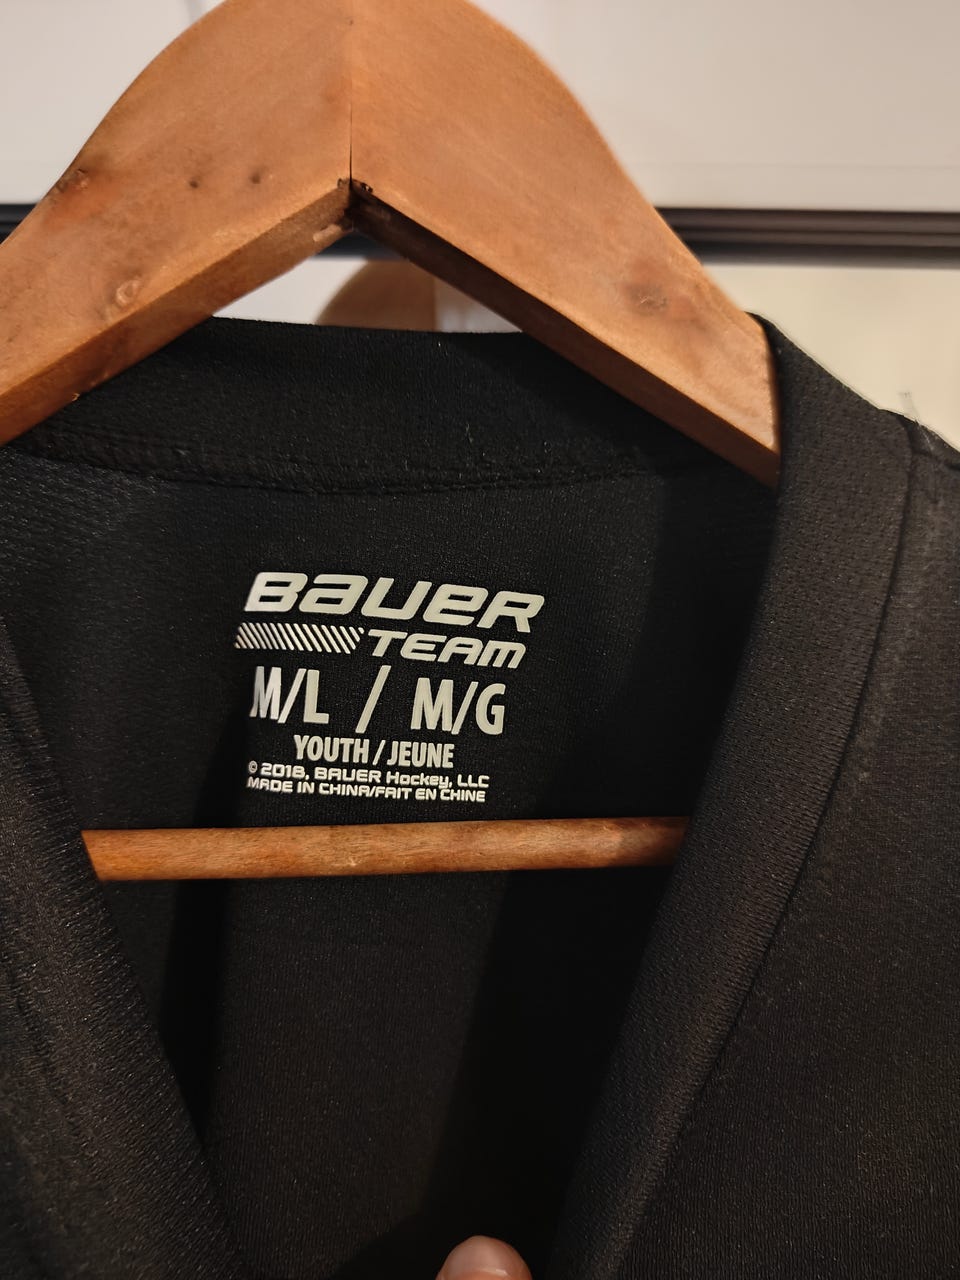 BAUER
TEAM
M/L / M/G
YOUTH / JEUNE
© 2018, BAUER Hockey, LLC
MADE IN CHINA/FAIT EN CHINE